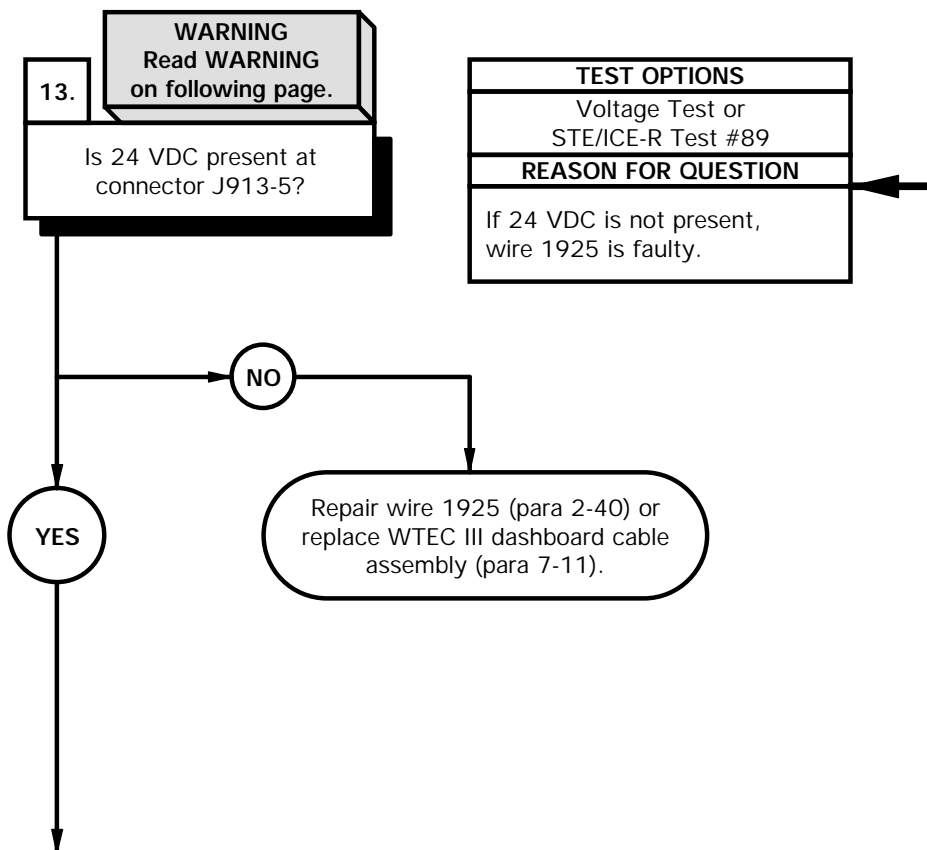 WARNING
Read WARNING
on following page.
13.
Is 24 VDC present at
connector J913-5?
TEST OPTIONS
Voltage Test or
STE/ICE-R Test #89
REASON FOR QUESTION
If 24 VDC is not present,
wire 1925 is faulty.
NO
YES
Repair wire 1925 (para 2-40) or
replace WTEC III dashboard cable
assembly (para 7-11).